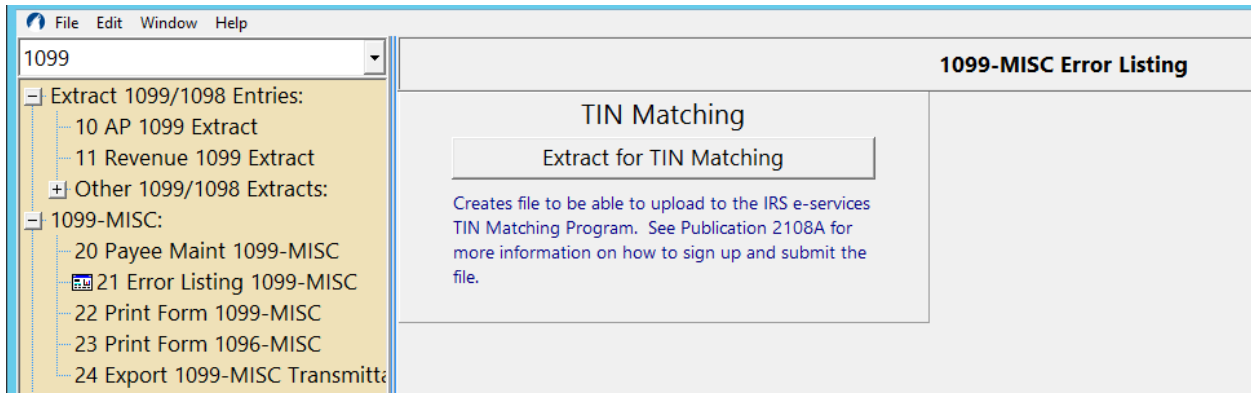 File Edit Window Help
1099
1099-MISC Error Listing
Extract 1099/1098 Entries:
10 AP 1099 Extract
11 Revenue 1099 Extract
Other 1099/1098 Extracts:
1099-MISC:
20 Payee Maint 1099-MISC
21 Error Listing 1099-MISC
22 Print Form 1099-MISC
23 Print Form 1096-MISC
24 Export 1099-MISC Transmitta
TIN Matching
Extract for TIN Matching
Creates file to be able to upload to the IRS e-services
TIN Matching Program. See Publication 2108A for
more information on how to sign up and submit the
file.